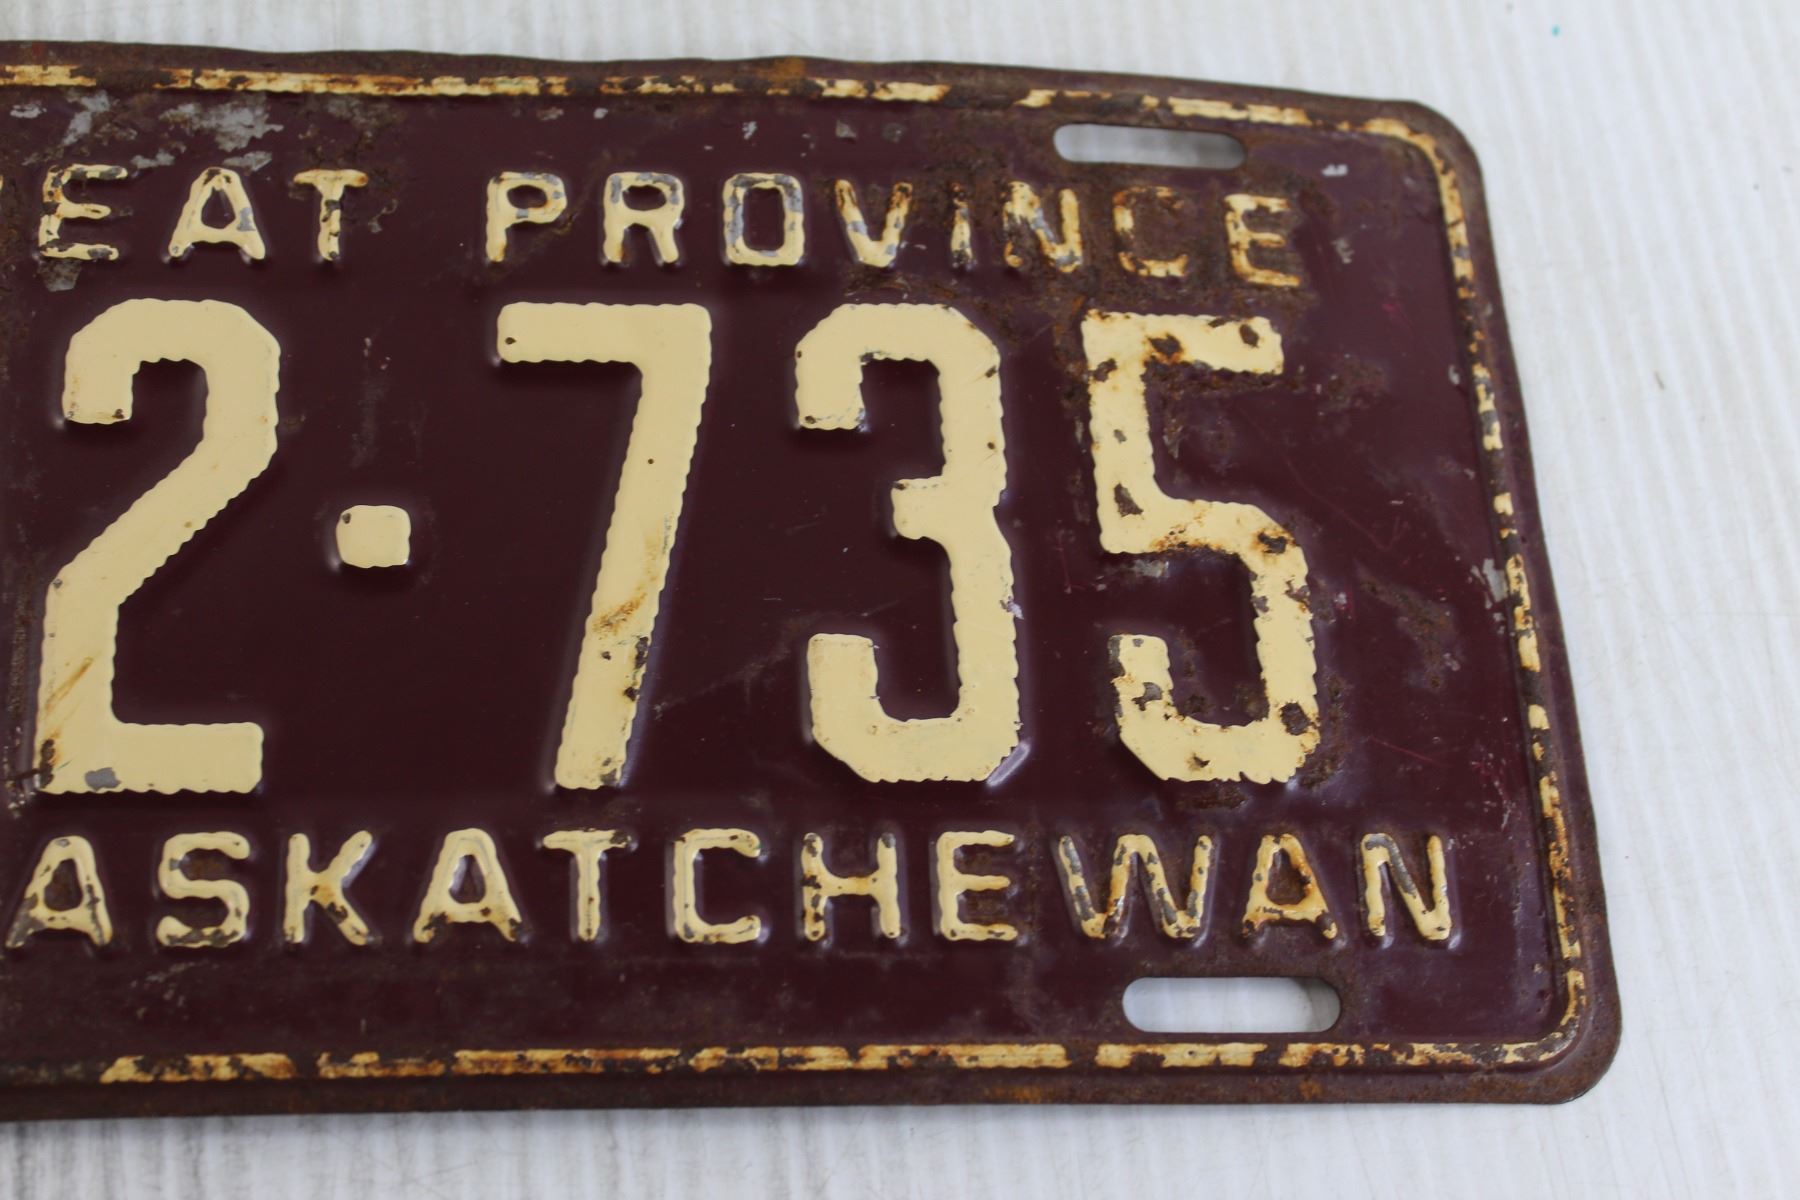 EAT PROVINCE
2·735
ASKATCHEWAN